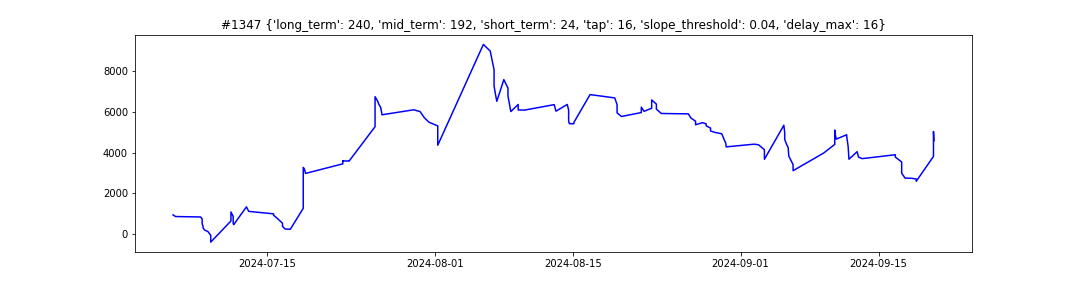 #1347 {'long_term': 240, 'mid_term': 192, 'short_term': 24, 'tap': 16, 'slope_threshold': 0.04, 'delay_max': 16}
8000
6000
4000
2000
0
2024-07-15 2024-08-01 2024-08-15 2024-09-01 2024-09-15